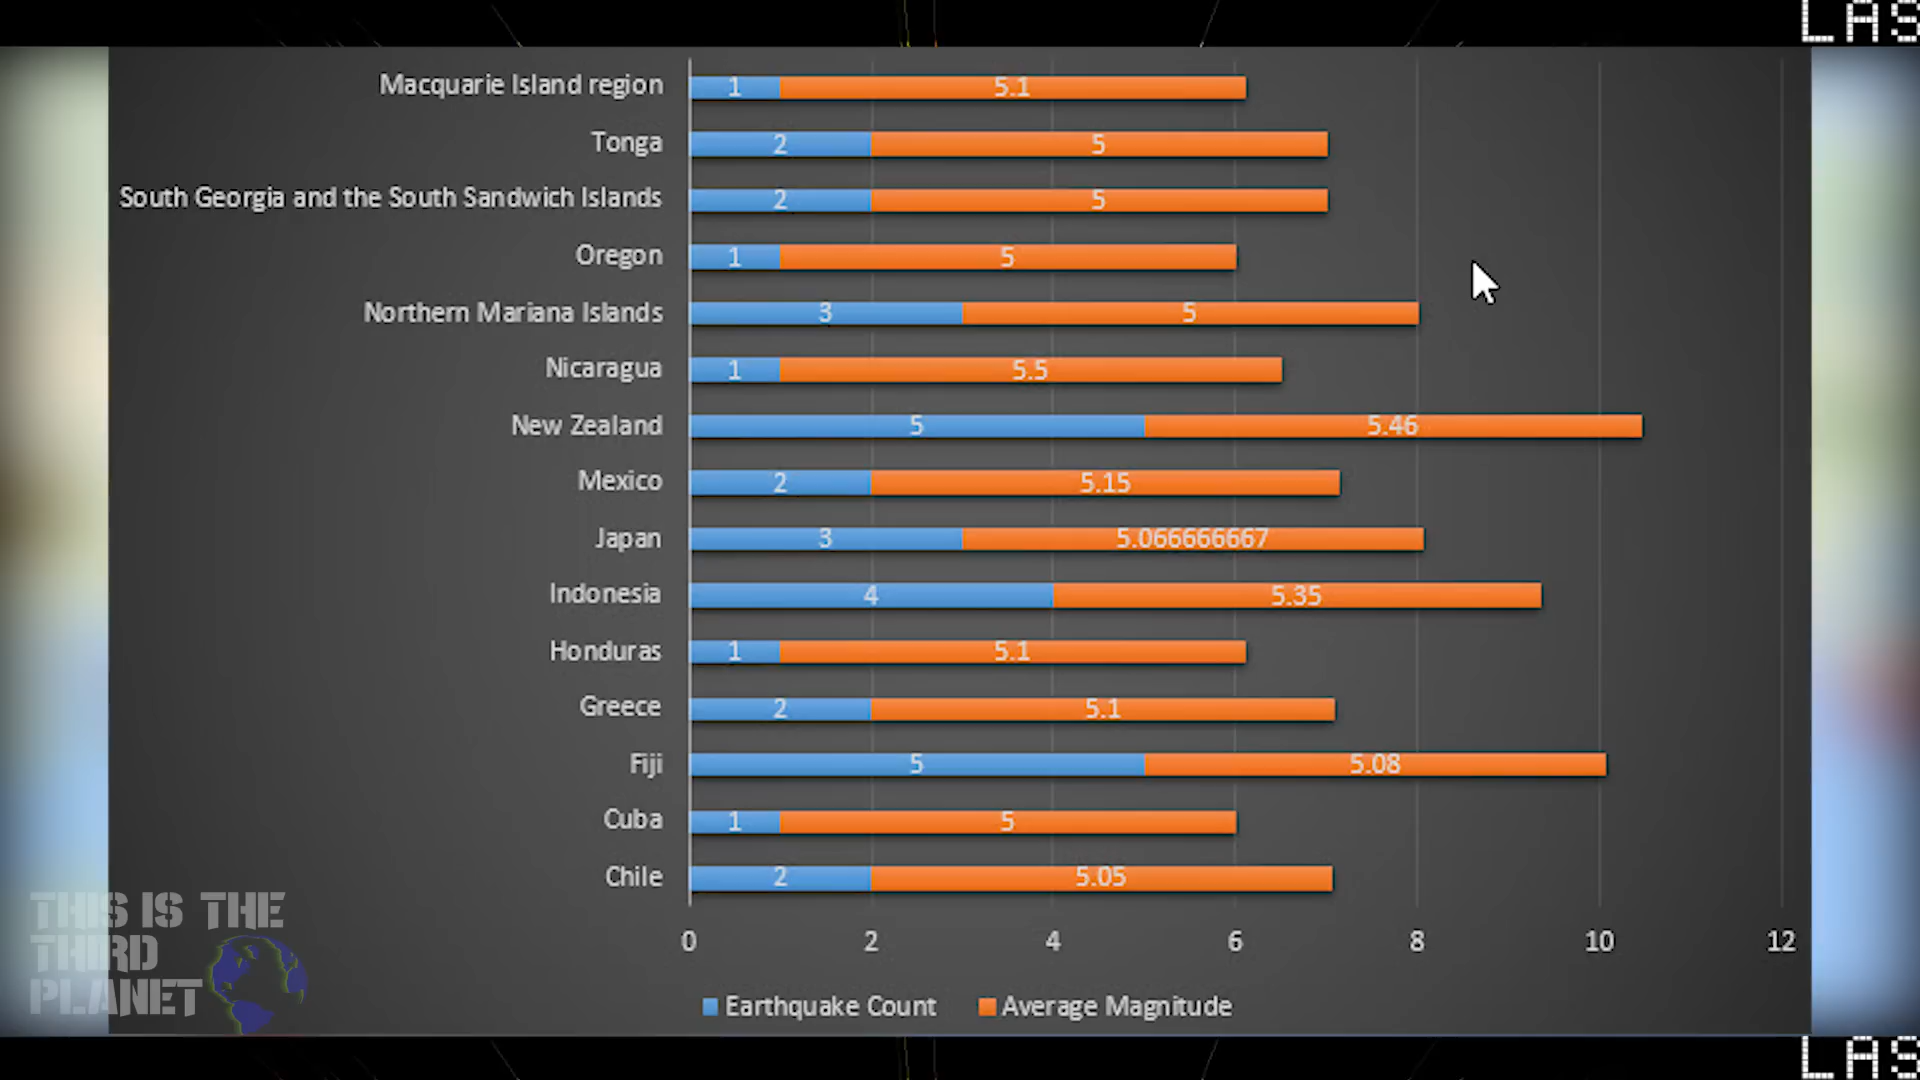 LAS
Macquarie Island region 1 5.1
Tonga 2 5
South Georgia and the South Sandwich Islands 2 5
Oregon 1 5
Northern Mariana Islands 3 5
Nicaragua 1 5.5
New Zealand 5 5.46
Mexico 2 5.15
Japan 3 5.066666667
Indonesia 4 5.35
Honduras 1 5.1
Greece 2 5.1
Fiji 5 5.08
Cuba 1 5
Chile 2 5.05
0 2 4 6 8 10 12
Earthquake Count Average Magnitude
THIS IS THE
THIRD
PLANET
LAS